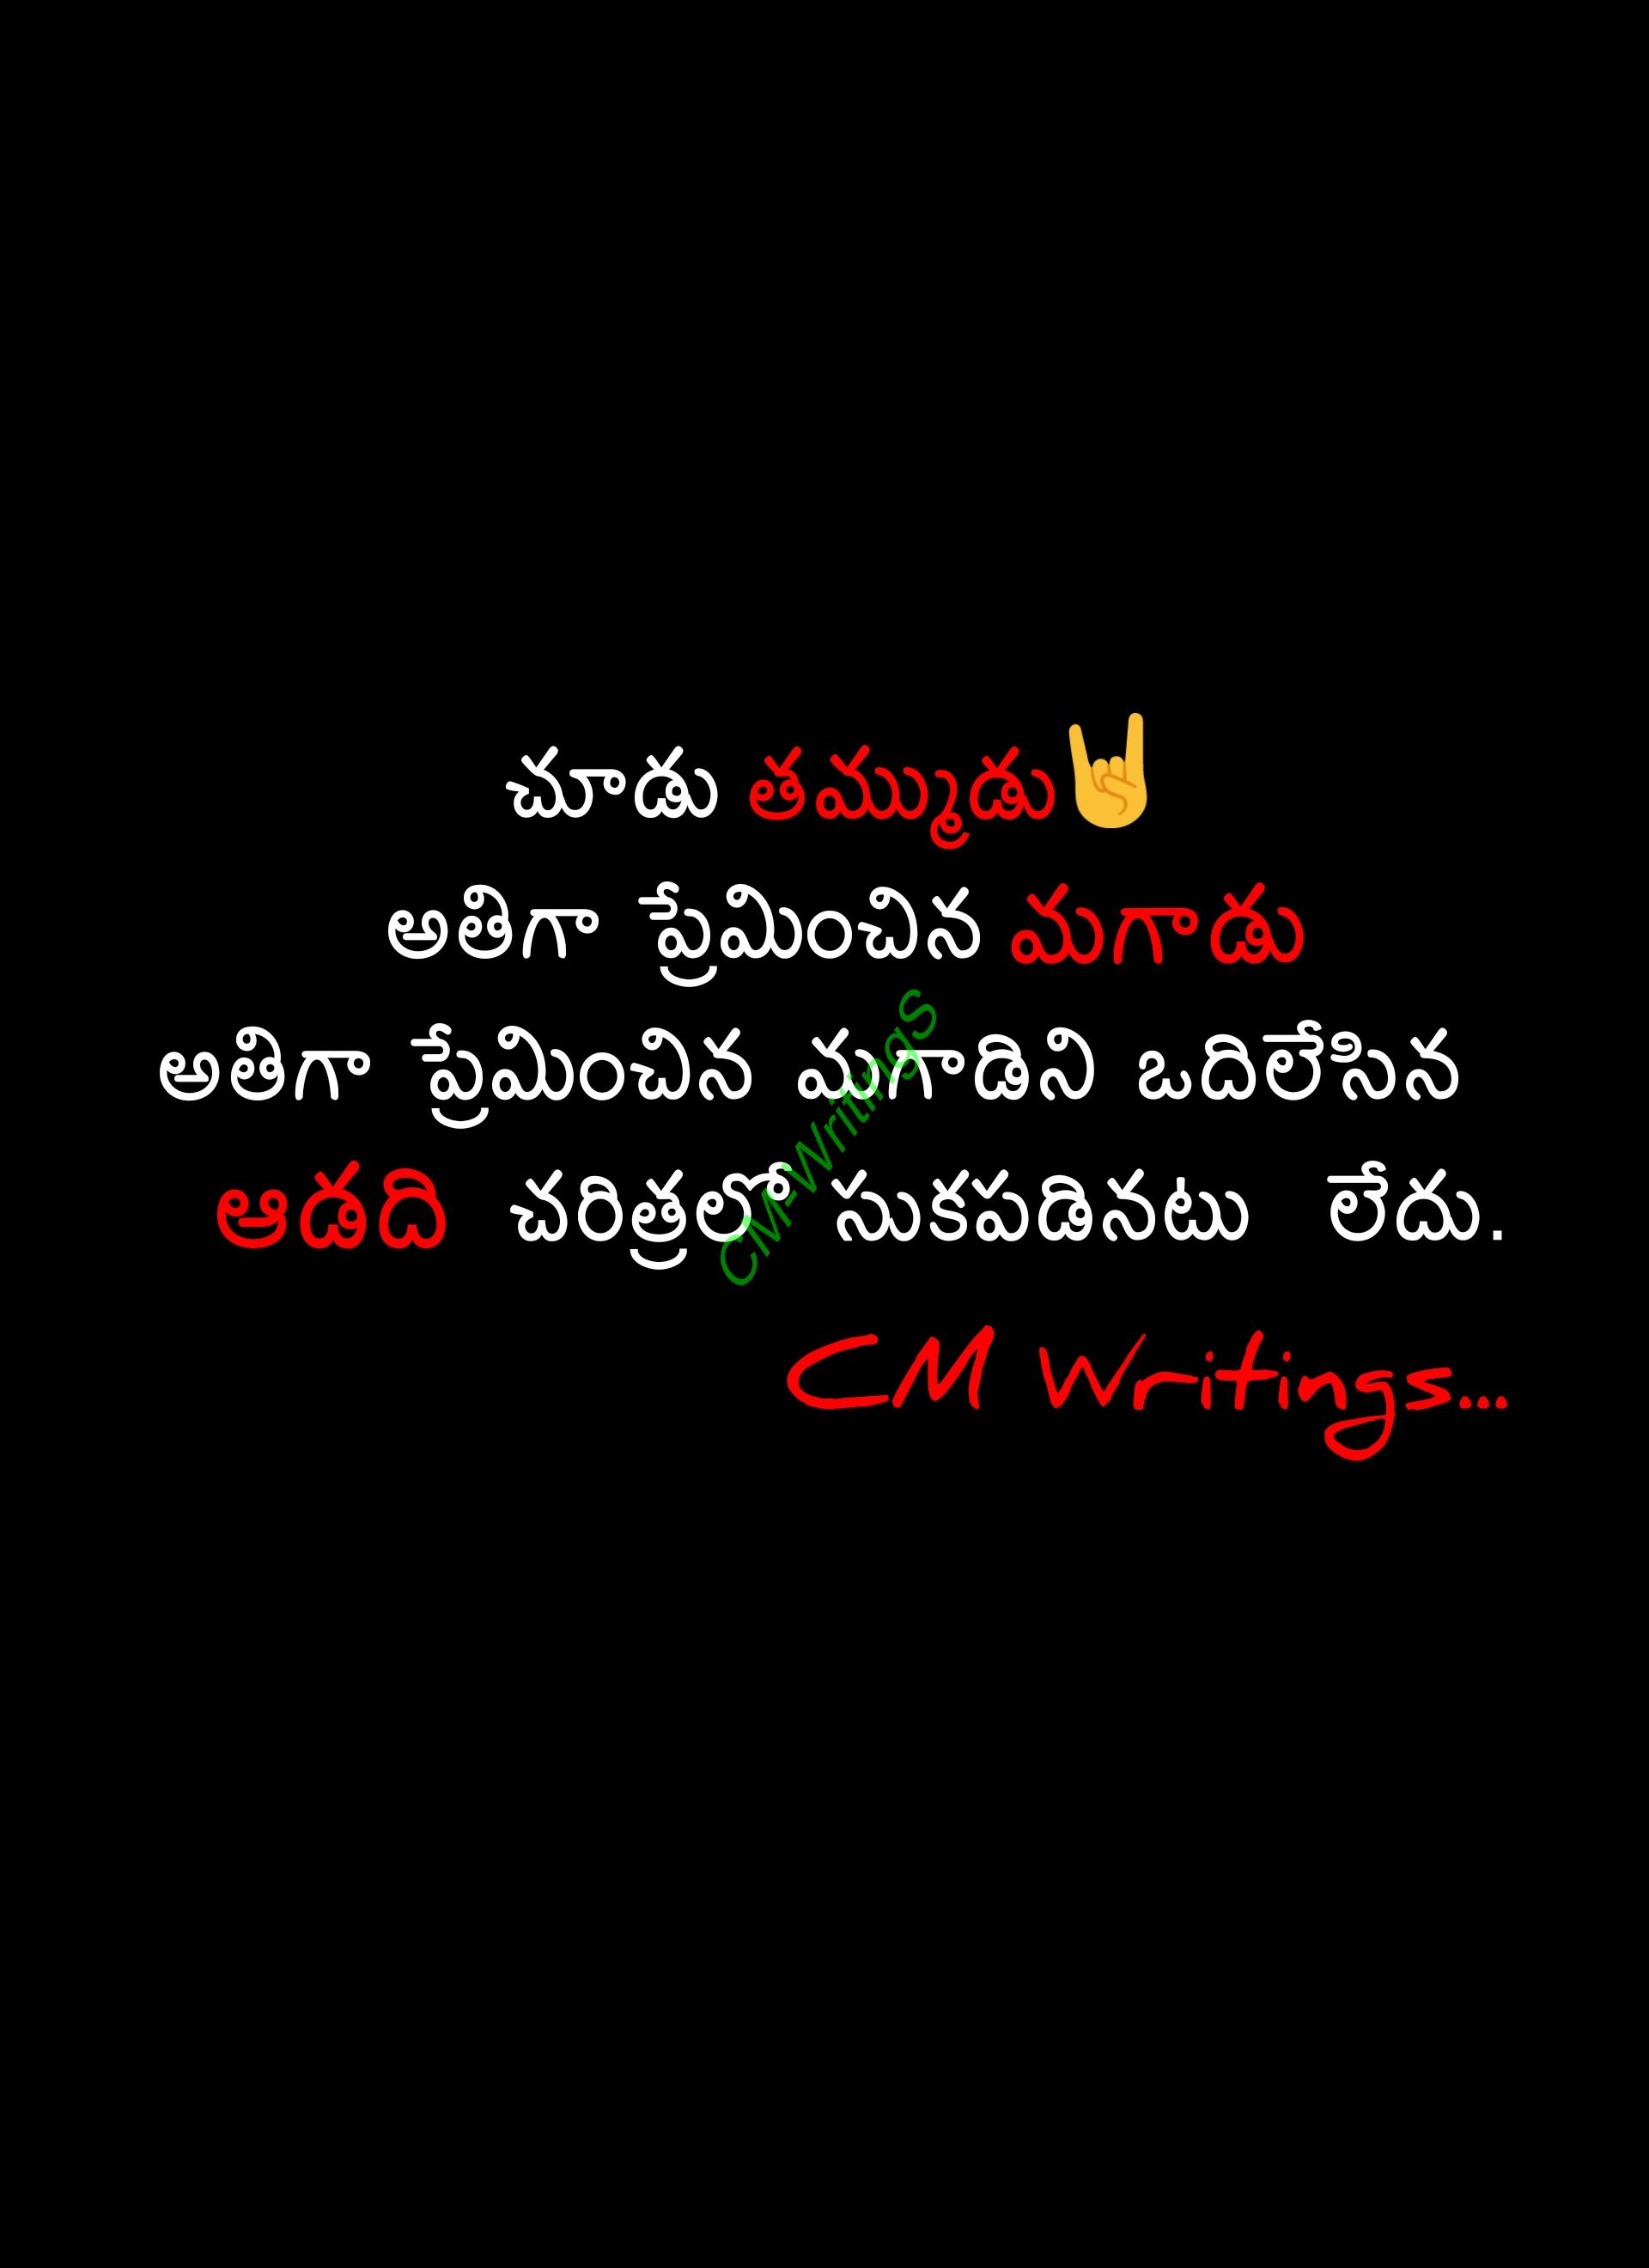 చూడు తమ్ముడు🤘
అతిగా ప్రేమించిన మగాడు
అతిగా ప్రేమించిన మగాడిని ఒదిలేసిన
ఆడది చరిత్రలో సుకపడినటు లేదు.
CM Writings...
CM-Writings